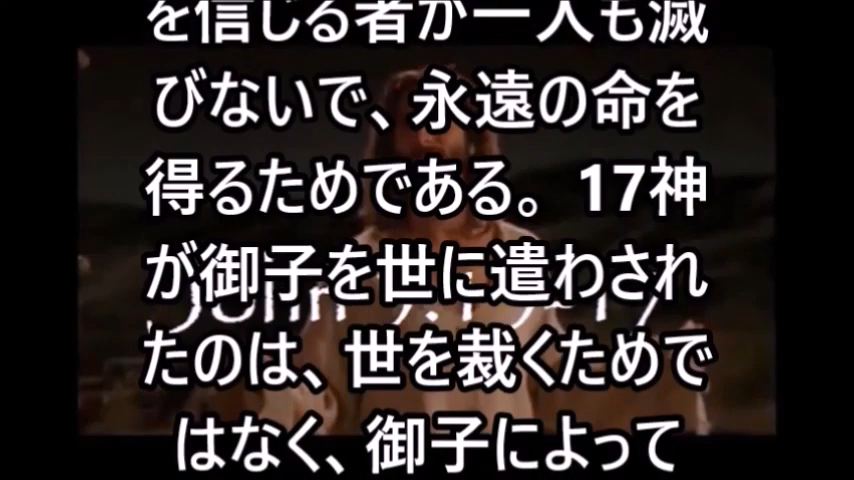 を信じる者が一人も滅
びないで、永遠の命を
得るためである。17神
が御子を世に遣わされ
John
たのは、世を裁くためで
はなく、御子によって